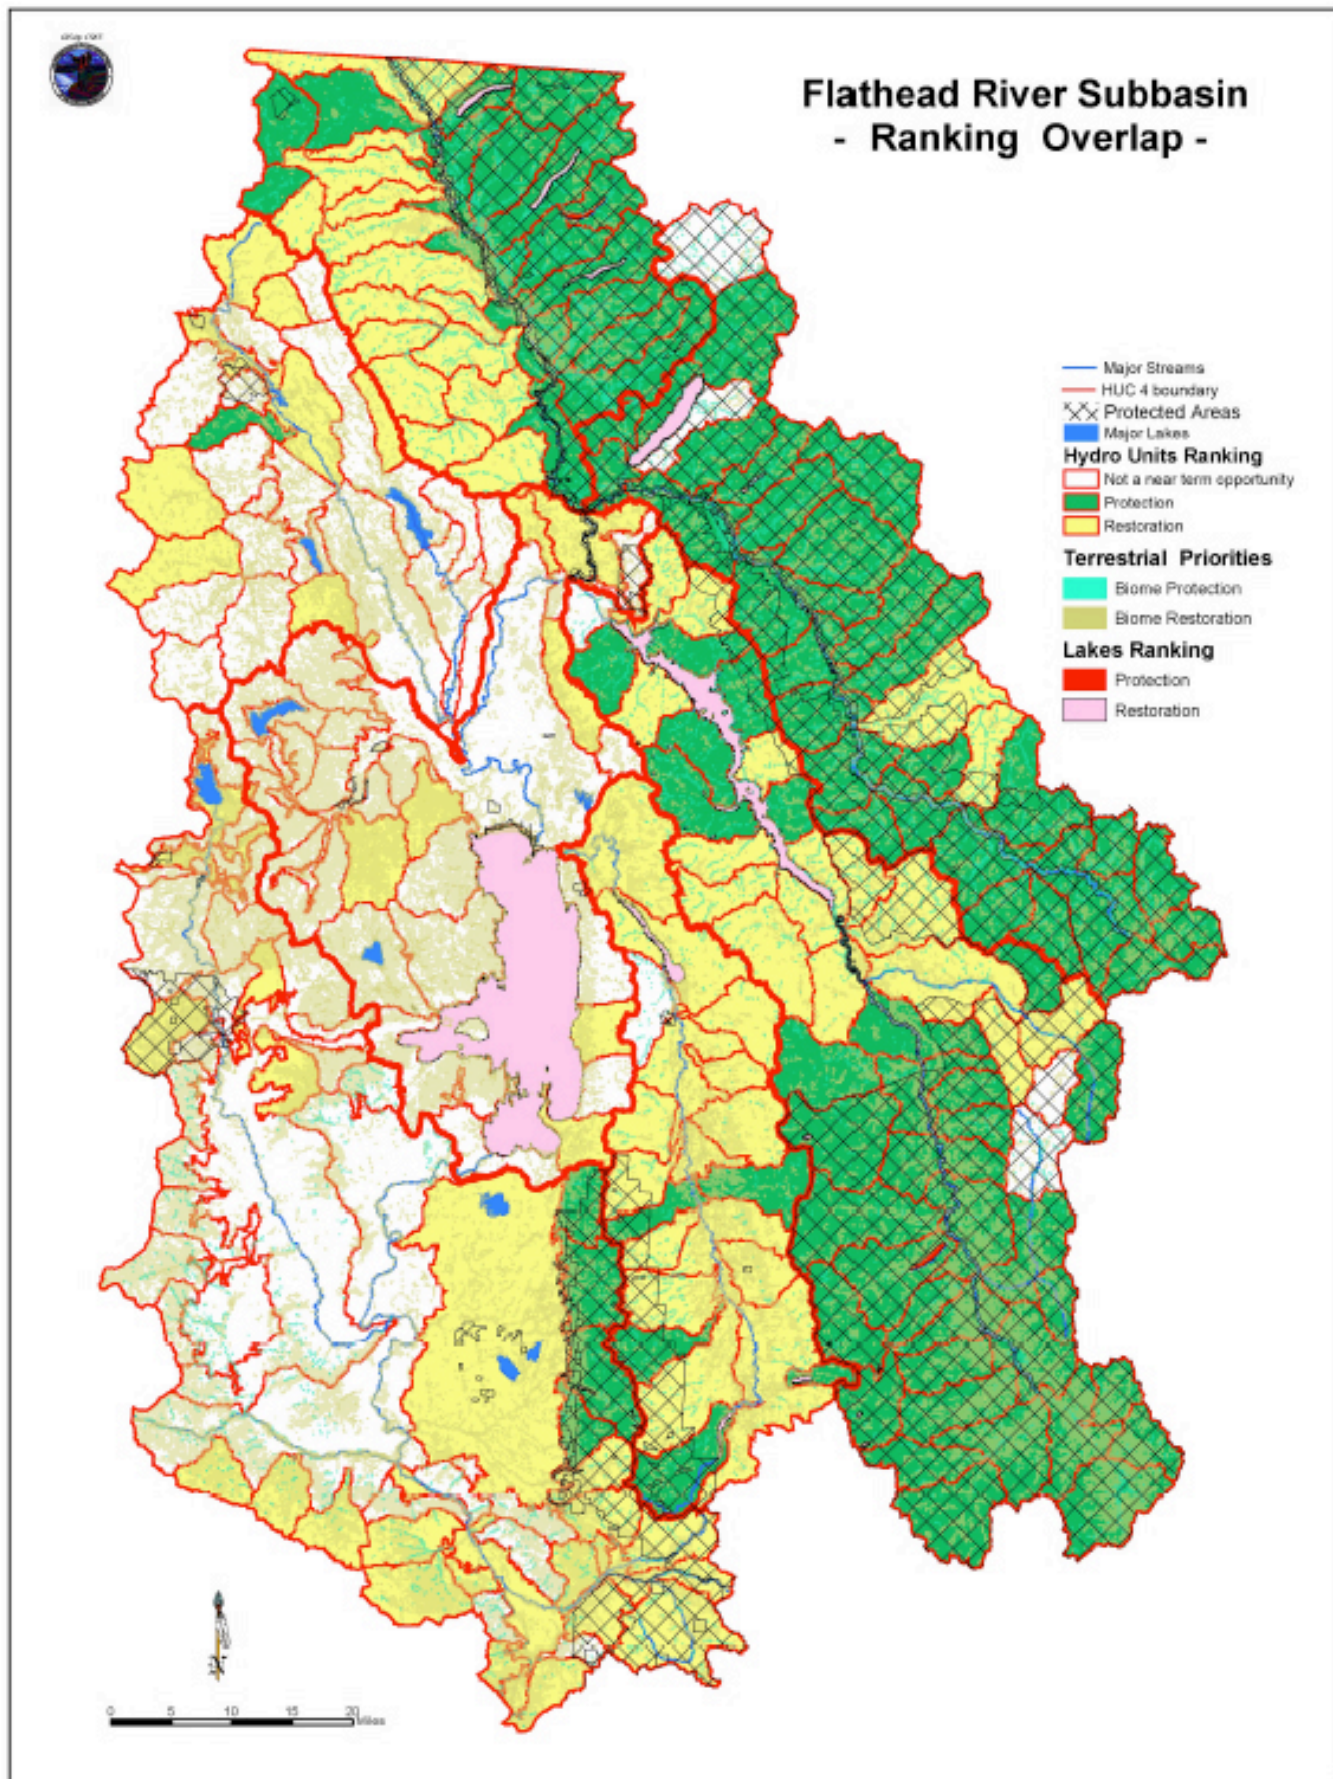 Flathead River Subbasin
- Ranking Overlap -
Major Streams
HUC 4 boundary
Protected Areas
Major Lakes
Hydro Units Ranking
Not a near term opportunity
Protection
Restoration
Terrestrial Priorities
Biome Protection
Biome Restoration
Lakes Ranking
Protection
Restoration
0 5 10 15 20
Miles